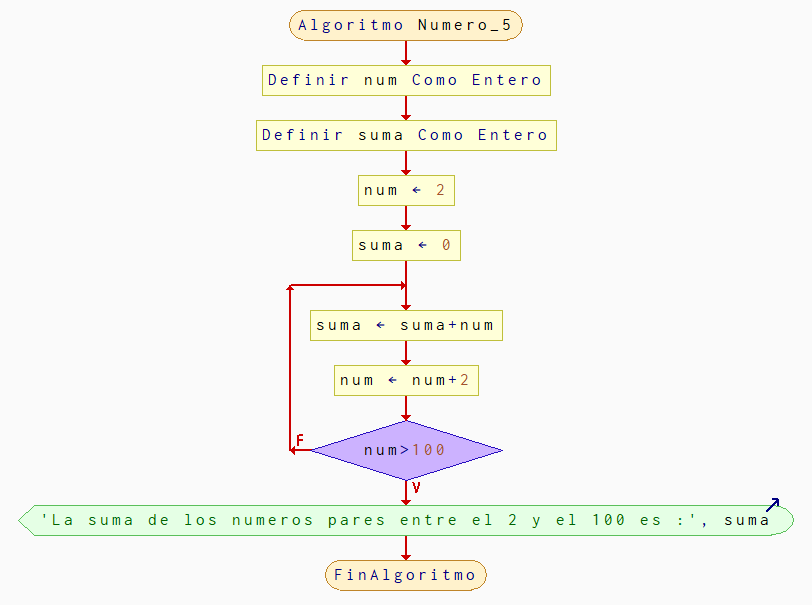 Algoritmo Numero_5
Definir num Como Entero
Definir suma Como Entero
num ← 2
suma ← 0
suma ← suma+num
num ← num+2
F
num>100
V
'La suma de los numeros pares entre el 2 y el 100 es :', suma
FinAlgoritmo